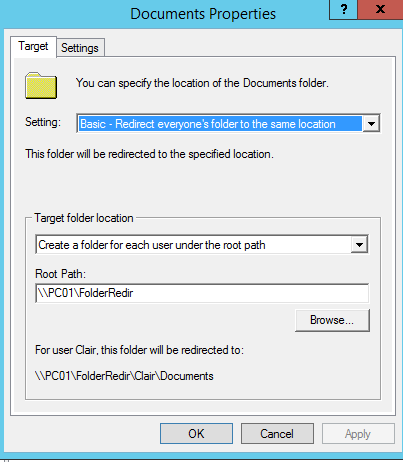 Documents Properties
? x
Target Settings
You can specify the location of the Documents folder.
Setting: Basic - Redirect everyone's folder to the same location
This folder will be redirected to the specified location.
Target folder location
Create a folder for each user under the root path
Root Path:
\\PC01\FolderRedir
Browse...
For user Clair, this folder will be redirected to:
\\PC01\FolderRedir\Clair\Documents
OK Cancel Apply